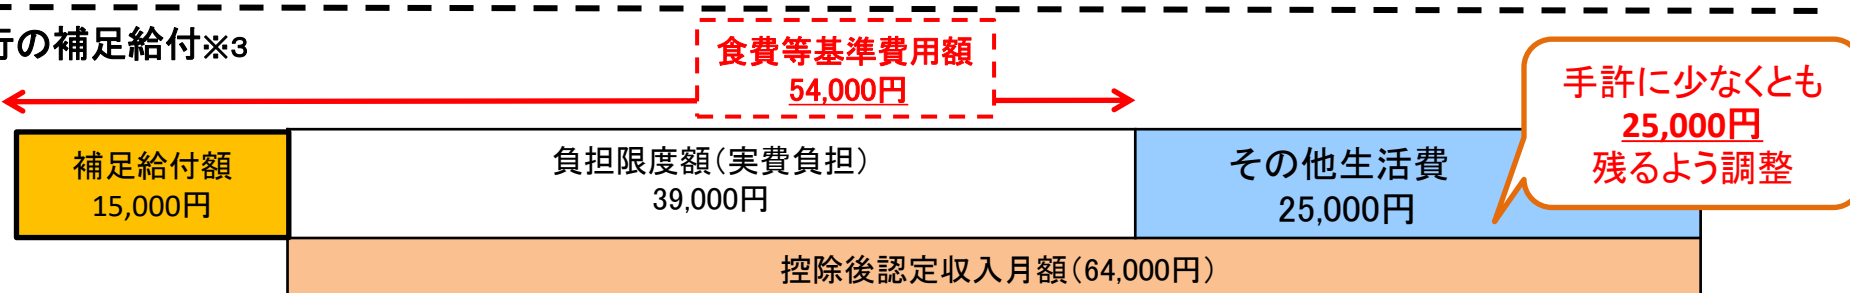 行の補足給付※3
食費等基準費用額
54,000円
手許に少なくとも
25,000円
残るよう調整
補足給付額
15,000円
負担限度額（実費負担）
39,000円
その他生活費
25,000円
控除後認定収入月額（64,000円）